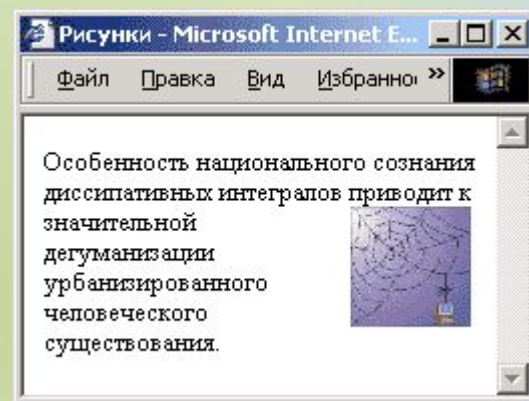 Рисунки - Microsoft Internet E...
Файл Правка Вид Избранно »
Особенность национального сознания
диссипативных интегралов приводит к
значительной
дегуманизации
урбанизированного
человеческого
существования.